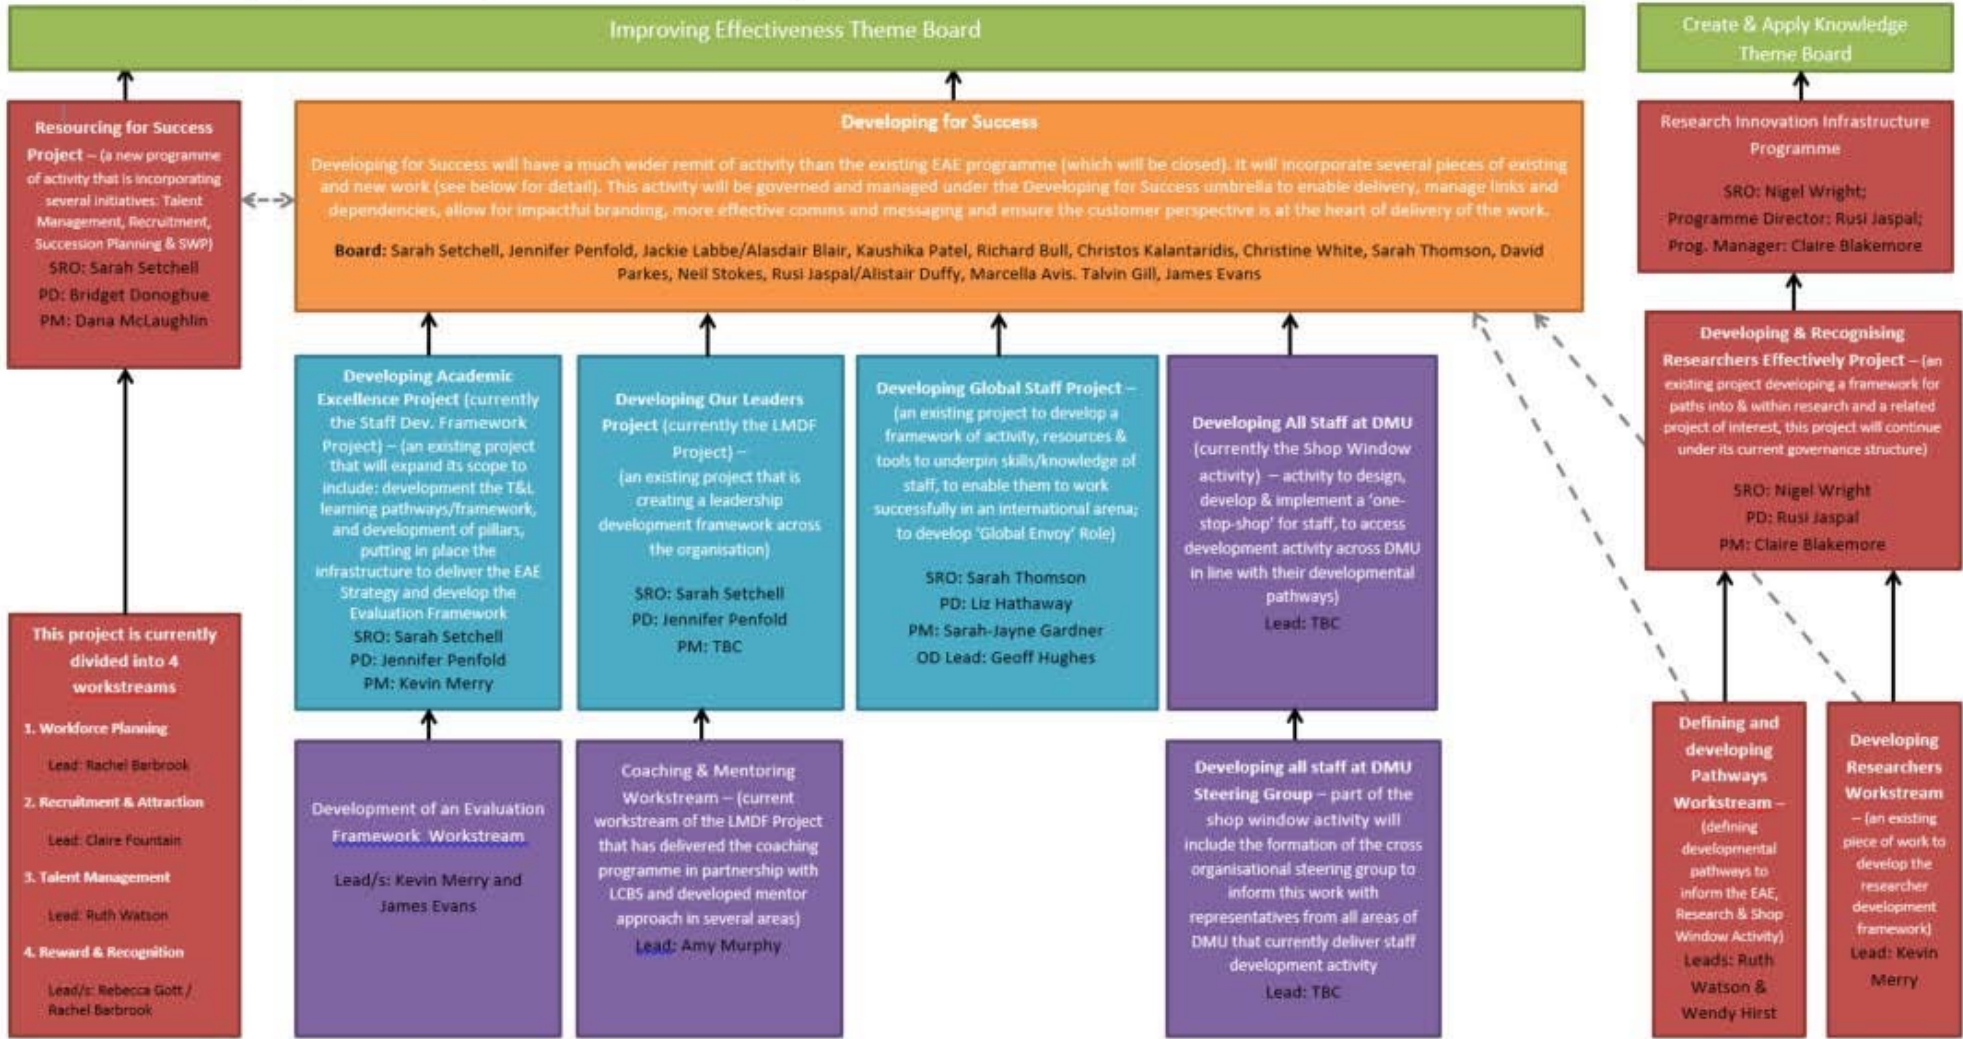 Improving Effectiveness Theme Board
Create & Apply Knowledge
Theme Board
Resourcing for Success
Project – (a new programme
of activity that is incorporating
several initiatives: Talent
Management, Recruitment,
Succession Planning & SWP)
SRO: Sarah Setchell
PD: Bridget Donoghue
PM: Dana McLaughlin
Developing for Success
Developing for Success will have a much wider remit of activity than the existing EAE programme (which will be closed). It will incorporate several pieces of existing
and new work (see below for detail). This activity will be governed and managed under the Developing for Success umbrella to enable delivery, manage links and
dependencies, allow for impactful branding, more effective comms and messaging and ensure the customer perspective is at the heart of delivery of the work.
Board: Sarah Setchell, Jennifer Penfold, Jackie Labbe/Alasdair Blair, Kaushika Patel, Richard Bull, Christos Kalantaridis, Christine White, Sarah Thomson, David
Parkes, Neil Stokes, Rusi Jaspal/Alistair Duffy, Marcella Avis. Talvin Gill, James Evans
Research Innovation Infrastructure
Programme
SRO: Nigel Wright;
Programme Director: Rusi Jaspal;
Prog. Manager: Claire Blakemore
Developing Academic
Excellence Project (currently
the Staff Dev. Framework
Project) – (an existing project
that will expand its scope to
include: development the T&L
learning pathways/framework,
and development of pillars,
putting in place the
infrastructure to deliver the EAE
Strategy and develop the
Evaluation Framework
SRO: Sarah Setchell
PD: Jennifer Penfold
PM: Kevin Merry
Developing Our Leaders
Project (currently the LMDF
Project) –
(an existing project that is
creating a leadership
development framework across
the organisation)
SRO: Sarah Setchell
PD: Jennifer Penfold
PM: TBC
Developing Global Staff Project –
(an existing project to develop a
framework of activity, resources &
tools to underpin skills/knowledge of
staff, to enable them to work
successfully in an international arena;
to develop 'Global Envoy' Role)
SRO: Sarah Thomson
PD: Liz Hathaway
PM: Sarah-Jayne Gardner
OD Lead: Geoff Hughes
Developing All Staff at DMU
(currently the Shop Window
activity) – activity to design,
develop & implement a 'one-
stop-shop' for staff, to access
development activity across DMU
in line with their developmental
pathways)
Lead: TBC
Developing & Recognising
Researchers Effectively Project – (an
existing project developing a framework for
paths into & within research and a related
project of interest, this project will continue
under its current governance structure)
SRO: Nigel Wright
PD: Rusi Jaspal
PM: Claire Blakemore
This project is currently
divided into 4
workstreams
1. Workforce Planning
Lead: Rachel Barbrook
2. Recruitment & Attraction
Lead: Claire Fountain
3. Talent Management
Lead: Ruth Watson
4. Reward & Recognition
Lead/s: Rebecca Gott /
Rachel Barbrook
Development of an Evaluation
Framework Workstream
Lead/s: Kevin Merry and
James Evans
Coaching & Mentoring
Workstream – (current
workstream of the LMDF Project
that has delivered the coaching
programme in partnership with
LCBS and developed mentor
approach in several areas)
Lead: Amy Murphy
Developing all staff at DMU
Steering Group – part of the
shop window activity will
include the formation of the cross
organisational steering group to
inform this work with
representatives from all areas of
DMU that currently deliver staff
development activity
Lead: TBC
Defining and
developing
Pathways
Workstream –
(defining
developmental
pathways to
inform the EAE,
Research & Shop
Window Activity)
Leads: Ruth
Watson &
Wendy Hirst
Developing
Researchers
Workstream
– (an existing
piece of work to
develop the
researcher
development
framework)
Lead: Kevin
Merry